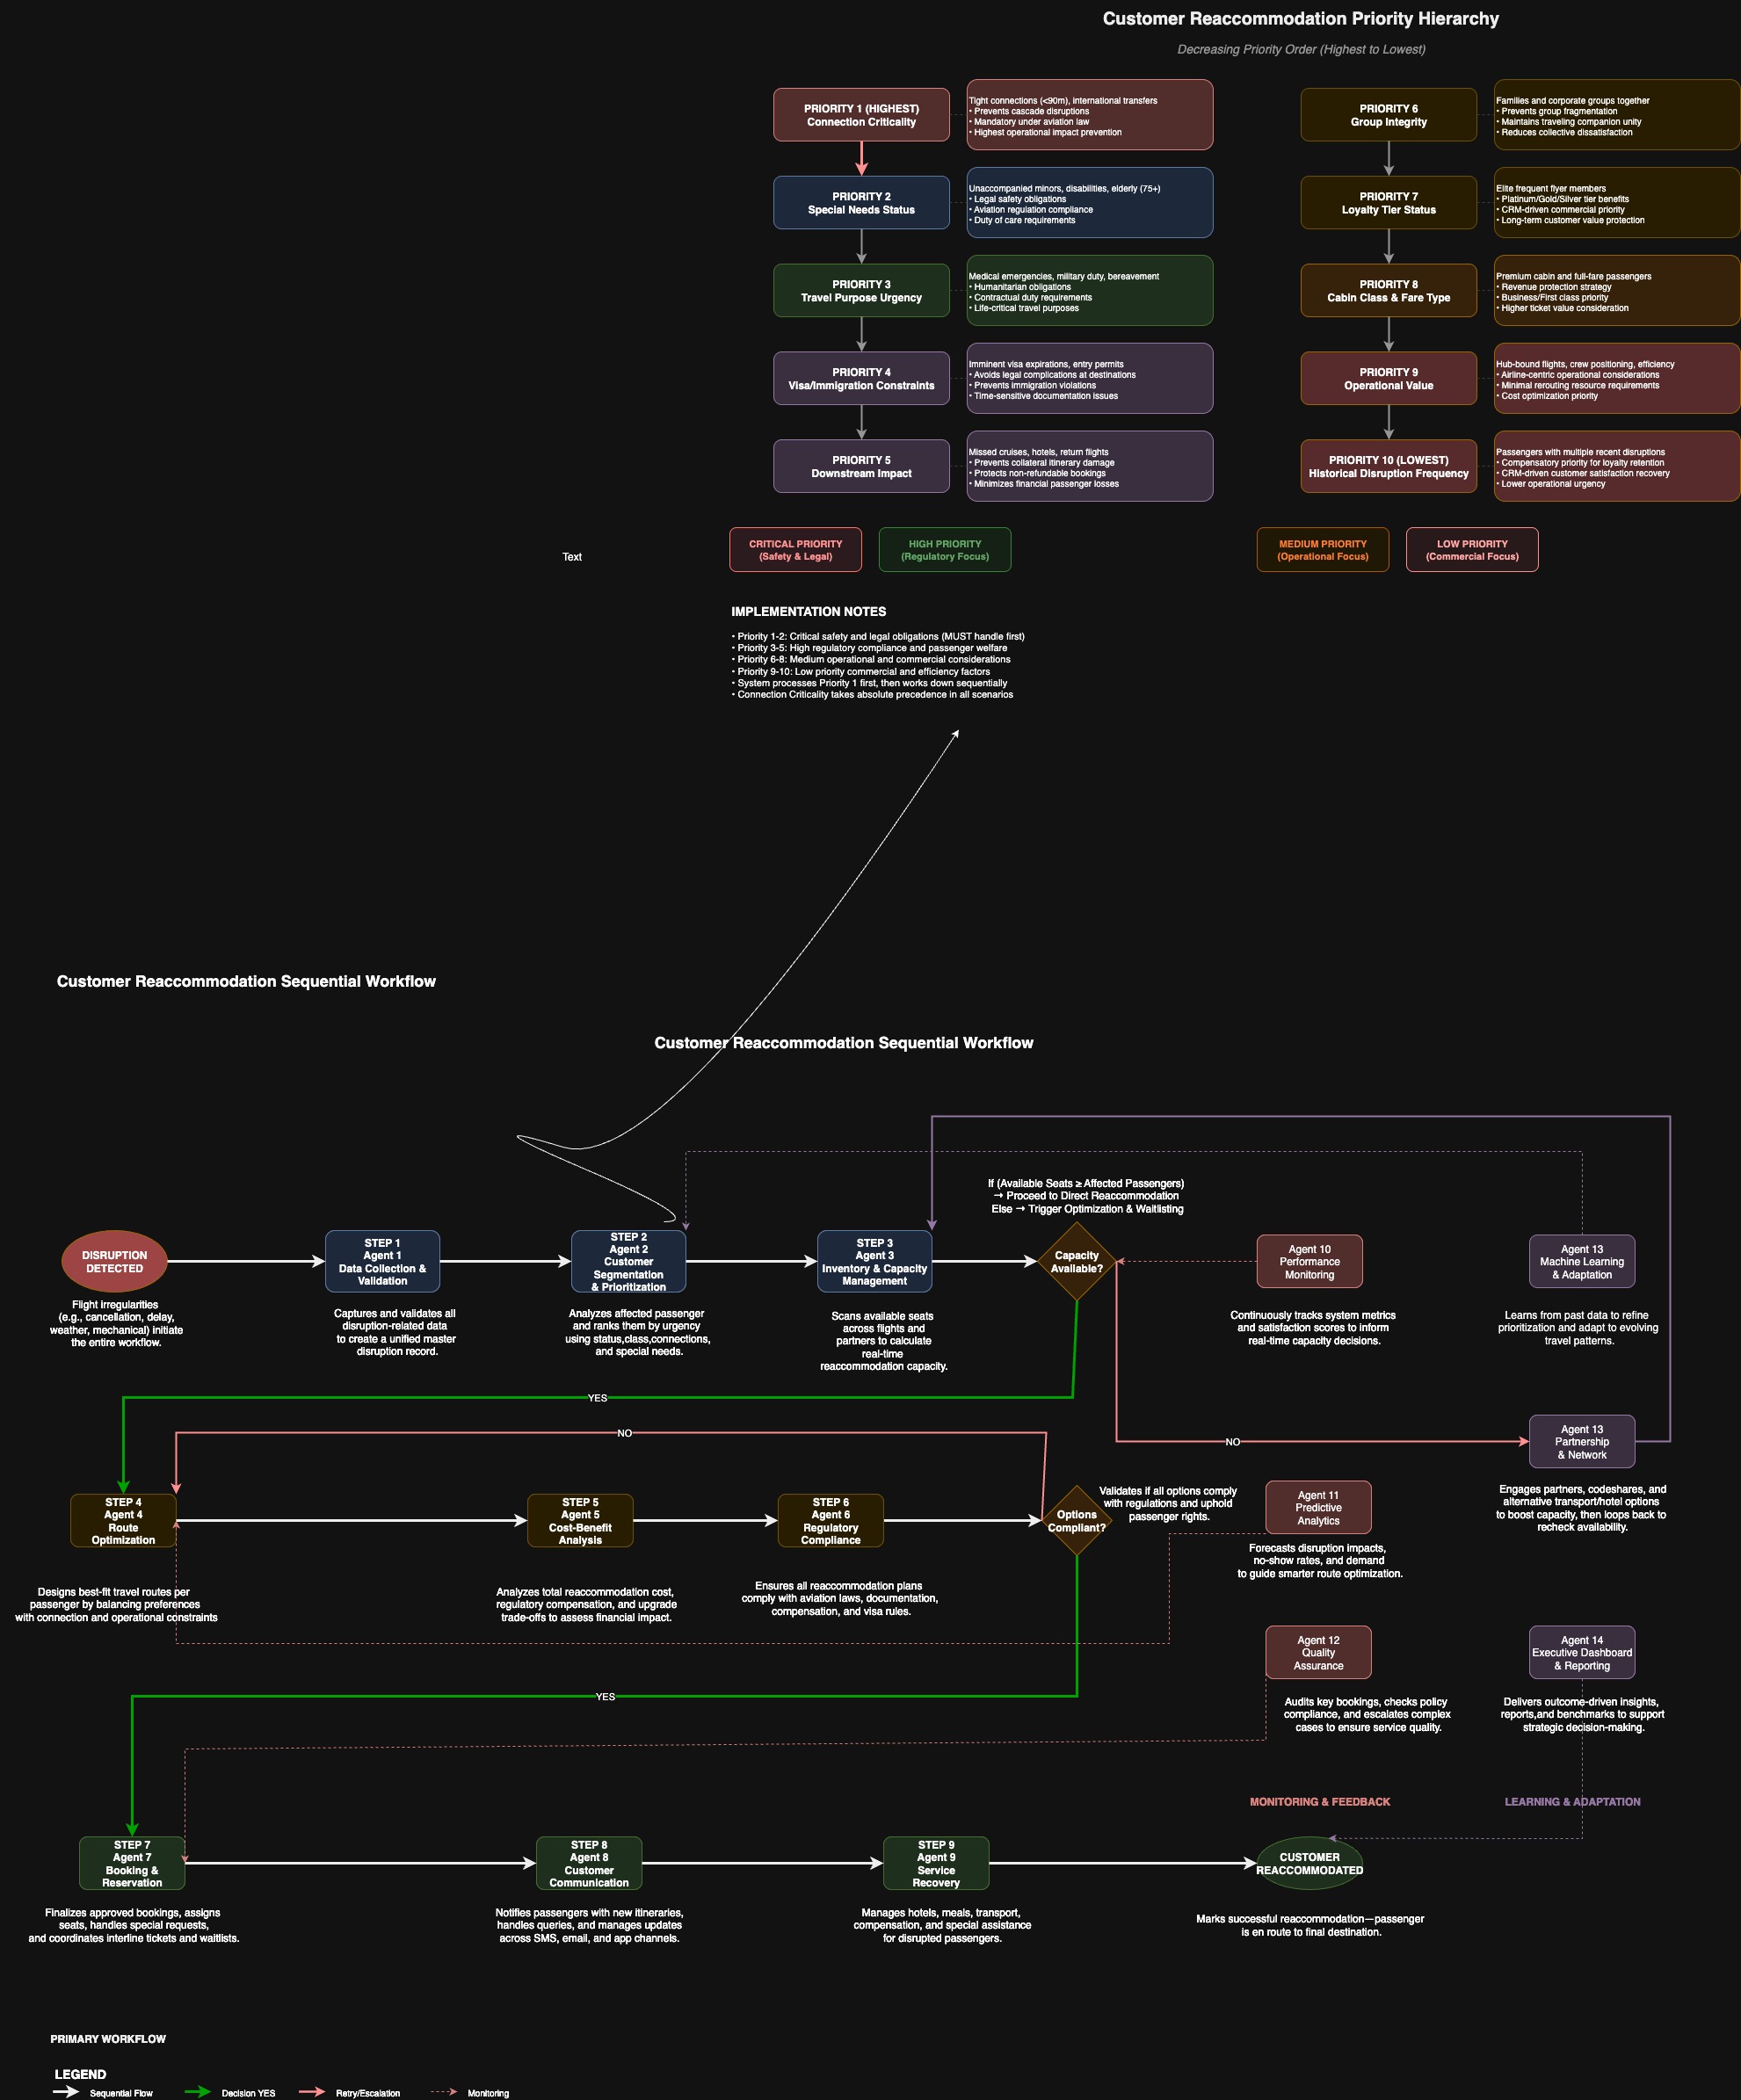 Customer Reaccommodation Priority Hierarchy
Decreasing Priority Order (Highest to Lowest)
PRIORITY 1 (HIGHEST)
Connection Criticality
Tight connections (<90m), international transfers
• Prevents cascade disruptions
• Mandatory under aviation law
• Highest operational impact prevention
PRIORITY 2
Special Needs Status
Unaccompanied minors, disabilities, elderly (75+)
• Legal safety obligations
• Aviation regulation compliance
• Duty of care requirements
PRIORITY 3
Travel Purpose Urgency
Medical emergencies, military duty, bereavement
• Humanitarian obligations
• Contractual duty requirements
• Life-critical travel purposes
PRIORITY 4
Visa/Immigration Constraints
Imminent visa expirations, entry permits
• Avoids legal complications at destinations
• Prevents immigration violations
• Time-sensitive documentation issues
PRIORITY 5
Downstream Impact
Missed cruises, hotels, return flights
• Prevents collateral itinerary damage
• Protects non-refundable bookings
• Minimizes financial passenger losses
PRIORITY 6
Group Integrity
Families and corporate groups together
• Prevents group fragmentation
• Maintains traveling companion unity
• Reduces collective dissatisfaction
PRIORITY 7
Loyalty Tier Status
Elite frequent flyer members
• Platinum/Gold/Silver tier benefits
• CRM-driven commercial priority
• Long-term customer value protection
PRIORITY 8
Cabin Class & Fare Type
Premium cabin and full-fare passengers
• Revenue protection strategy
• Business/First class priority
• Higher ticket value consideration
PRIORITY 9
Operational Value
Hub-bound flights, crew positioning, efficiency
• Airline-centric operational considerations
• Minimal rerouting resource requirements
• Cost optimization priority
PRIORITY 10 (LOWEST)
Historical Disruption Frequency
Passengers with multiple recent disruptions
• Compensatory priority for loyalty retention
• CRM-driven customer satisfaction recovery
• Lower operational urgency
Text
CRITICAL PRIORITY
(Safety & Legal)
HIGH PRIORITY
(Regulatory Focus)
MEDIUM PRIORITY
(Operational Focus)
LOW PRIORITY
(Commercial Focus)
IMPLEMENTATION NOTES
• Priority 1-2: Critical safety and legal obligations (MUST handle first)
• Priority 3-5: High regulatory compliance and passenger welfare
• Priority 6-8: Medium operational and commercial considerations
• Priority 9-10: Low priority commercial and efficiency factors
• System processes Priority 1 first, then works down sequentially
• Connection Criticality takes absolute precedence in all scenarios
Customer Reaccommodation Sequential Workflow
Customer Reaccommodation Sequential Workflow
If (Available Seats ≥ Affected Passengers)
→ Proceed to Direct Reaccommodation
Else → Trigger Optimization & Waitlisting
DISRUPTION
DETECTED
Flight irregularities
(e.g., cancellation, delay,
weather, mechanical) initiate
the entire workflow.
STEP 1
Agent 1
Data Collection &
Validation
Captures and validates all
disruption-related data
to create a unified master
disruption record.
STEP 2
Agent 2
Customer
Segmentation
& Prioritization
Analyzes affected passenger
and ranks them by urgency
using status,class,connections,
and special needs.
STEP 3
Agent 3
Inventory & Capacity
Management
Scans available seats
across flights and
partners to calculate
real-time
reaccommodation capacity.
Capacity
Available?
Agent 10
Performance
Monitoring
Continuously tracks system metrics
and satisfaction scores to inform
real-time capacity decisions.
Agent 13
Machine Learning
& Adaptation
Learns from past data to refine
prioritization and adapt to evolving
travel patterns.
YES
NO
NO
Agent 13
Partnership
& Network
Engages partners, codeshares, and
alternative transport/hotel options
to boost capacity, then loops back to
recheck availability.
STEP 4
Agent 4
Route
Optimization
Designs best-fit travel routes per
passenger by balancing preferences
with connection and operational constraints
STEP 5
Agent 5
Cost-Benefit
Analysis
Analyzes total reaccommodation cost,
regulatory compensation, and upgrade
trade-offs to assess financial impact.
STEP 6
Agent 6
Regulatory
Compliance
Ensures all reaccommodation plans
comply with aviation laws, documentation,
compensation, and visa rules.
Options
Compliant?
Validates if all options comply
with regulations and uphold
passenger rights.
Agent 11
Predictive
Analytics
Forecasts disruption impacts,
no-show rates, and demand
to guide smarter route optimization.
Agent 12
Quality
Assurance
Audits key bookings, checks policy
compliance, and escalates complex
cases to ensure service quality.
Agent 14
Executive Dashboard
& Reporting
Delivers outcome-driven insights,
reports,and benchmarks to support
strategic decision-making.
YES
MONITORING & FEEDBACK
LEARNING & ADAPTATION
STEP 7
Agent 7
Booking &
Reservation
Finalizes approved bookings, assigns
seats, handles special requests,
and coordinates interline tickets and waitlists.
STEP 8
Agent 8
Customer
Communication
Notifies passengers with new itineraries,
handles queries, and manages updates
across SMS, email, and app channels.
STEP 9
Agent 9
Service
Recovery
Manages hotels, meals, transport,
compensation, and special assistance
for disrupted passengers.
CUSTOMER
REACCOMMODATED
Marks successful reaccommodation—passenger
is en route to final destination.
PRIMARY WORKFLOW
LEGEND
Sequential Flow
Decision YES
Retry/Escalation
Monitoring